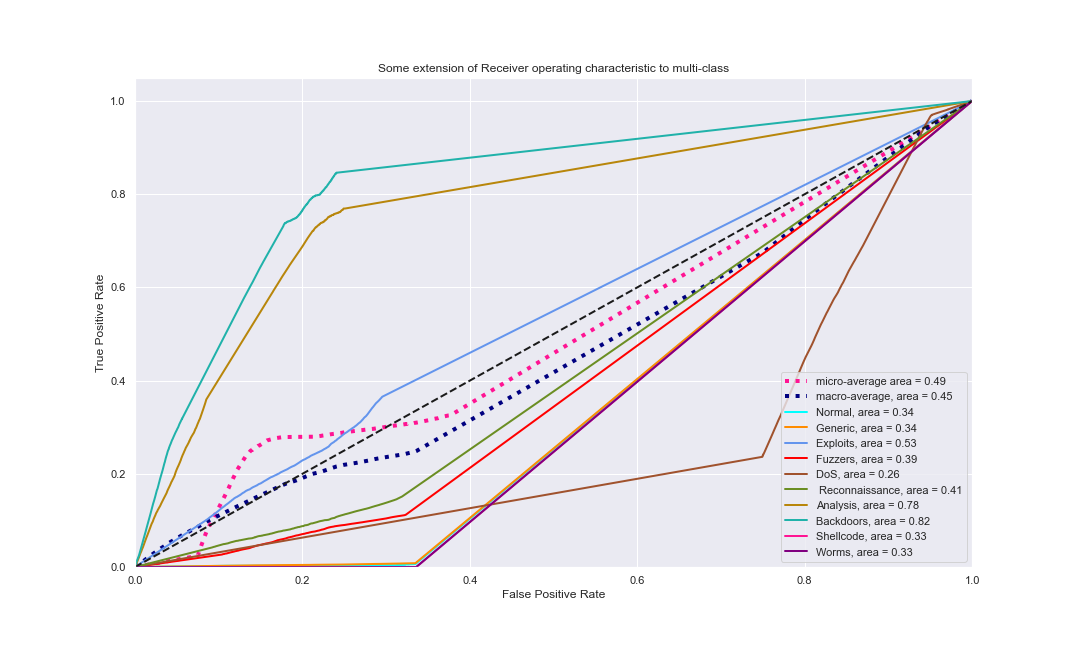 Some extension of Receiver operating characteristic to multi-class
True Positive Rate
1.0
0.8
0.6
0.4
0.2
0.0
0.0 0.2 0.4 0.6 0.8 1.0
False Positive Rate
micro-average area = 0.49
macro-average, area = 0.45
Normal, area = 0.34
Generic, area = 0.34
Exploits, area = 0.53
Fuzzers, area = 0.39
DoS, area = 0.26
Reconnaissance, area = 0.41
Analysis, area = 0.78
Backdoors, area = 0.82
Shellcode, area = 0.33
Worms, area = 0.33